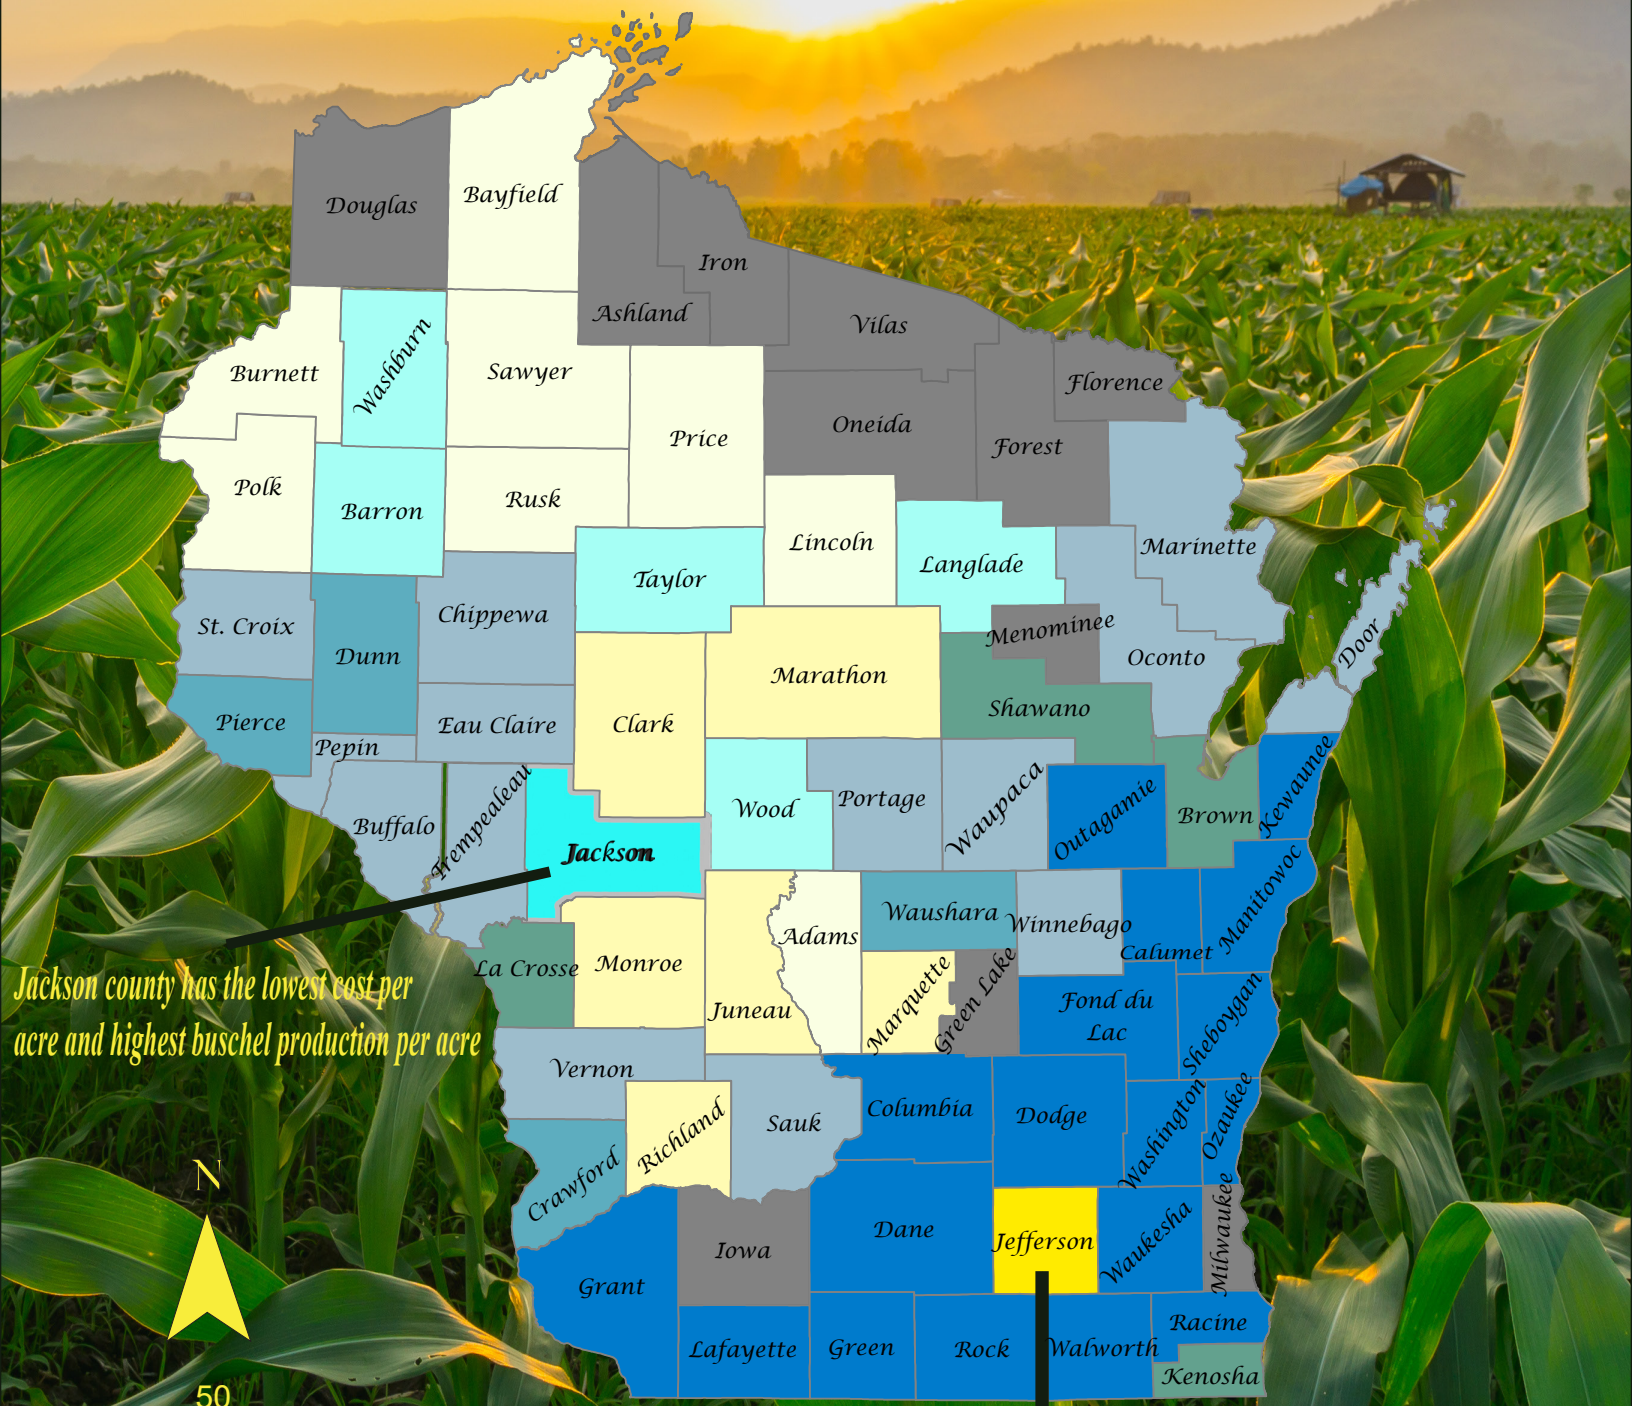 Douglas
Bayfield
Iron
Ashland
Vilas
Burnett
Washburn
Sawyer
Florence
Price
Oneida
Forest
Polk
Barron
Rusk
Lincoln
Langlade
Marinette
Taylor
St. Croix
Chippewa
Menominee
Door
Dunn
Oconto
Marathon
Pierce
Eau Claire
Clark
Shawano
Pepin
Buffalo
Trempealeau
Wood
Portage
Waupaca
Outagamie
Brown
Kewaunee
Jackson
Waushara
Winnebago
Calumet
Manitowoc
Adams
La Crosse
Monroe
Juneau
Marquette
Green Lake
Fond du
Lac
Sheboygan
Jackson county has the lowest cost per
acre and highest buschel production per acre
Vernon
Richland
Sauk
Columbia
Dodge
Washington
Ozaukee
Crawford
N
Dane
Jefferson
Waukesha
Milwaukee
Iowa
Grant
Lafayette
Green
Rock
Walworth
Racine
Kenosha
50